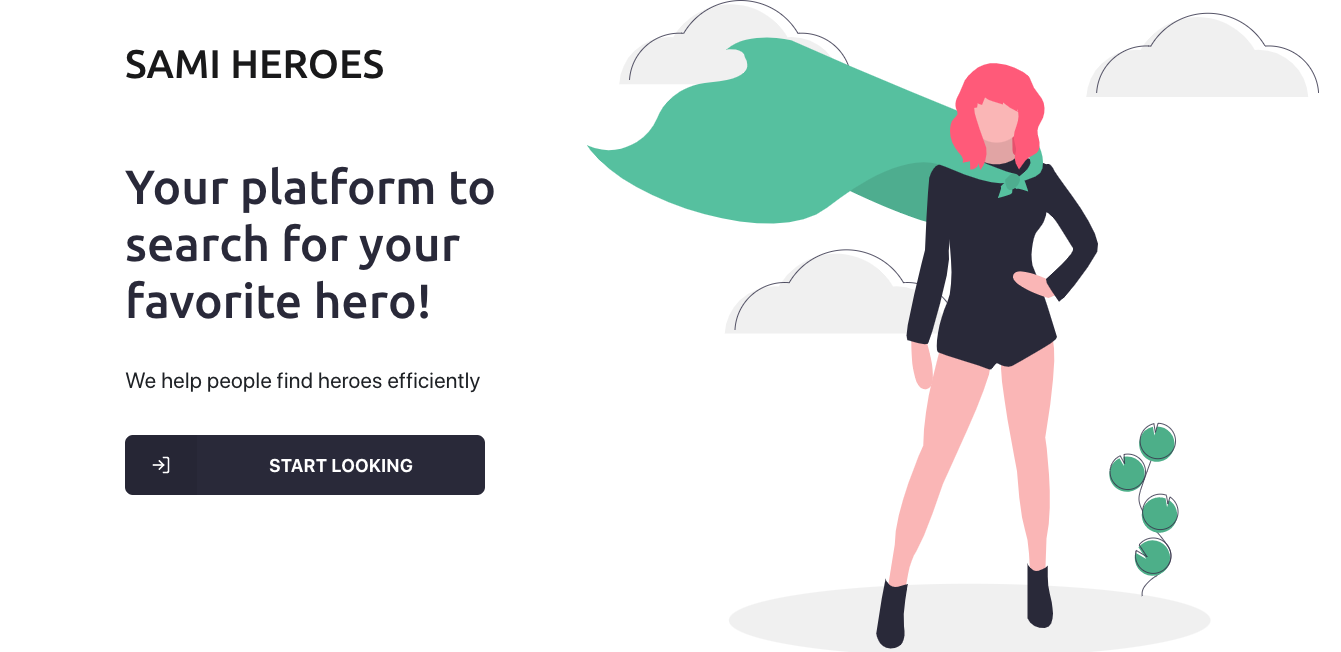 SAMI HEROES
Your platform to
search for your
favorite hero!
We help people find heroes efficiently
START LOOKING